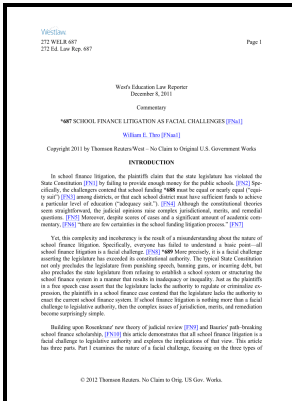 Westlaw
272 WELR 687 Page 1
272 Ed. Law Rep. 687
West's Education Law Reporter
December 8, 2011
Commentary
*687 SCHOOL FINANCE LITIGATION AS FACIAL CHALLENGES [FNa1]
William E. Thro [FNaa1]
Copyright 2011 by Thomson Reuters/West – No Claim to Original U.S. Government Works
INTRODUCTION
In school finance litigation, the plaintiffs claim that the state legislature has violated the
State Constitution [FN1] by failing to provide enough money for the public schools. [FN2] Spe-
cifically, the challengers contend that school funding *688 must be equal or nearly equal ("equi-
ty suit") [FN3] among districts, or that each school district must have sufficient funds to achieve
a particular level of education ("adequacy suit"). [FN4] Although the constitutional theories
seem straightforward, the judicial opinions raise complex jurisdictional, merits, and remedial
questions. [FN5] Moreover, despite scores of cases and a significant amount of academic com-
mentary, [FN6] "there are few certainties in the school funding litigation process." [FN7]
Yet, this complexity and incoherency is the result of a misunderstanding about the nature of
school finance litigation. Specifically, everyone has failed to understand a basic point—all
school finance litigation is a facial challenge. [FN8] *689 More precisely, it is a facial challenge
asserting the legislature has exceeded its constitutional authority. The typical State Constitution
not only precludes the legislature from punishing speech, banning guns, or incurring debt, but
also precludes the state legislature from refusing to establish a school system or structuring the
school finance system in a manner that results in inadequacy or inequality. Just as the plaintiffs
in a free speech case assert that the legislature lacks the authority to regulate or criminalize ex-
pression, the plaintiffs in a school finance case contend that the legislature lacks the authority to
enact the current school finance system. If school finance litigation is nothing more than a facial
challenge to legislative authority, then the complex issues of jurisdiction, merits, and remediation
become surprisingly simple.
Building upon Rosenkranz' new theory of judicial review [FN9] and Bauries' path-breaking
school finance scholarship, [FN10] this article demonstrates that all school finance litigation is a
facial challenge to legislative authority and explores the implications of that view. This article
has three parts. Part I examines the nature of a facial challenge, focusing on the three types of
© 2012 Thomson Reuters. No Claim to Orig. US Gov. Works.